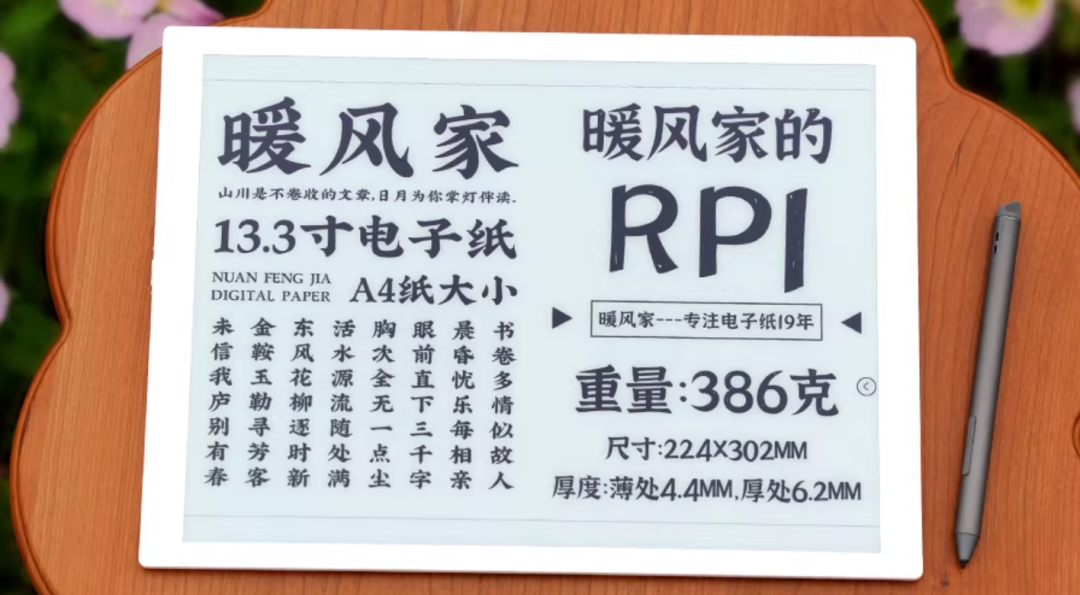 暖风家
山川是不卷收的文章,日月为你掌灯伴读.
13.3寸电子纸
NUAN FENG JIA
DIGITAL PAPER
A4纸大小
未 金 东 活 胸 眼 晨 书
信 鞍 风 水 次 前 昏 卷
我 玉 花 源 全 直 忧 多
庐 勒 柳 流 无 下 乐 情
别 寻 逐 随 一 三 每 似
有 芳 时 处 点 千 相 故
春 客 新 满 尘 字 亲 人
暖风家的
RPI
暖风家---专注电子纸19年
重量:386克
尺寸:224X302MM
厚度:薄处4.4MM,厚处6.2MM